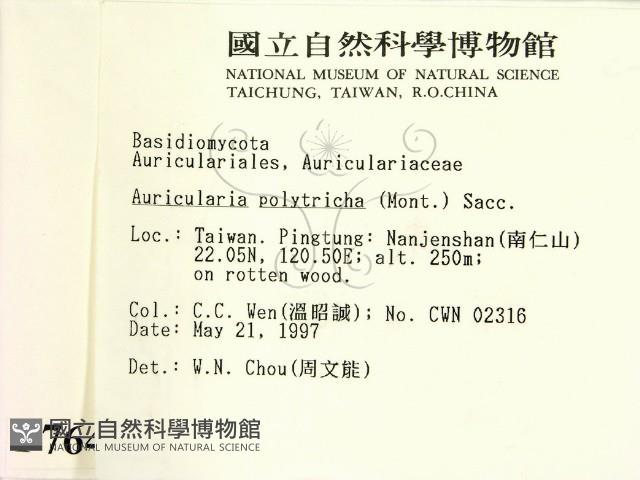 國立自然科學博物館
NATIONAL MUSEUM OF NATURAL SCIENCE
TAICHUNG, TAIWAN, R.O.CHINA
Basidiomycota
Auriculariales, Auriculariaceae
Auricularia polytricha (Mont.) Sacc.
Loc.: Taiwan. Pingtung: Nanjenshan(南仁山)
22.05N, 120.50E; alt. 250m;
on rotten wood.
Col.: C.C. Wen(溫昭誠); No. CWN 02316
Date: May 21, 1997
Det.: W.N. Chou(周文能)
國立自然科學博物館
NATIONAL MUSEUM OF NATURAL SCIENCE